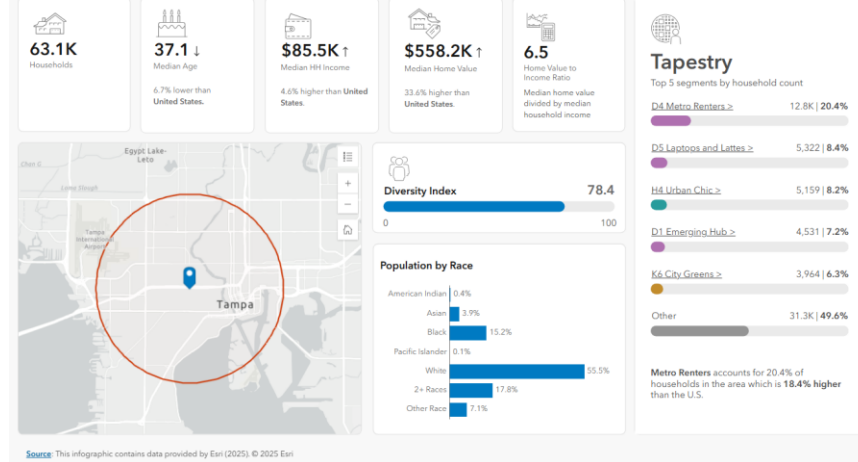 63.1K
Households
37.1 ↓
Median Age
6.7% lower than
United States.
$85.5K ↑
Median HH Income
4.6% higher than United
States.
$558.2K ↑
Median Home Value
33.6% higher than
United States.
6.5
Home Value to
Income Ratio
Median home value
divided by median
household income
Tapestry
Top 5 segments by household count
D4 Metro Renters > 12.8K | 20.4%
D5 Laptops and Lattes > 5,322 | 8.4%
H4 Urban Chic > 5,159 | 8.2%
D1 Emerging Hub > 4,531 | 7.2%
K6 City Greens > 3,964 | 6.3%
Other 31.3K | 49.6%
Metro Renters accounts for 20.4% of
households in the area which is 18.4% higher
than the U.S.
Egypt Lake-
Leto
Tampa
International
Airport
Tampa
+
−
Diversity Index 78.4
0 100
Population by Race
American Indian 0.4%
Asian 3.9%
Black 15.2%
Pacific Islander 0.1%
White 55.5%
2+ Races 17.8%
Other Race 7.1%
Source: This infographic contains data provided by Esri (2025). © 2025 Esri